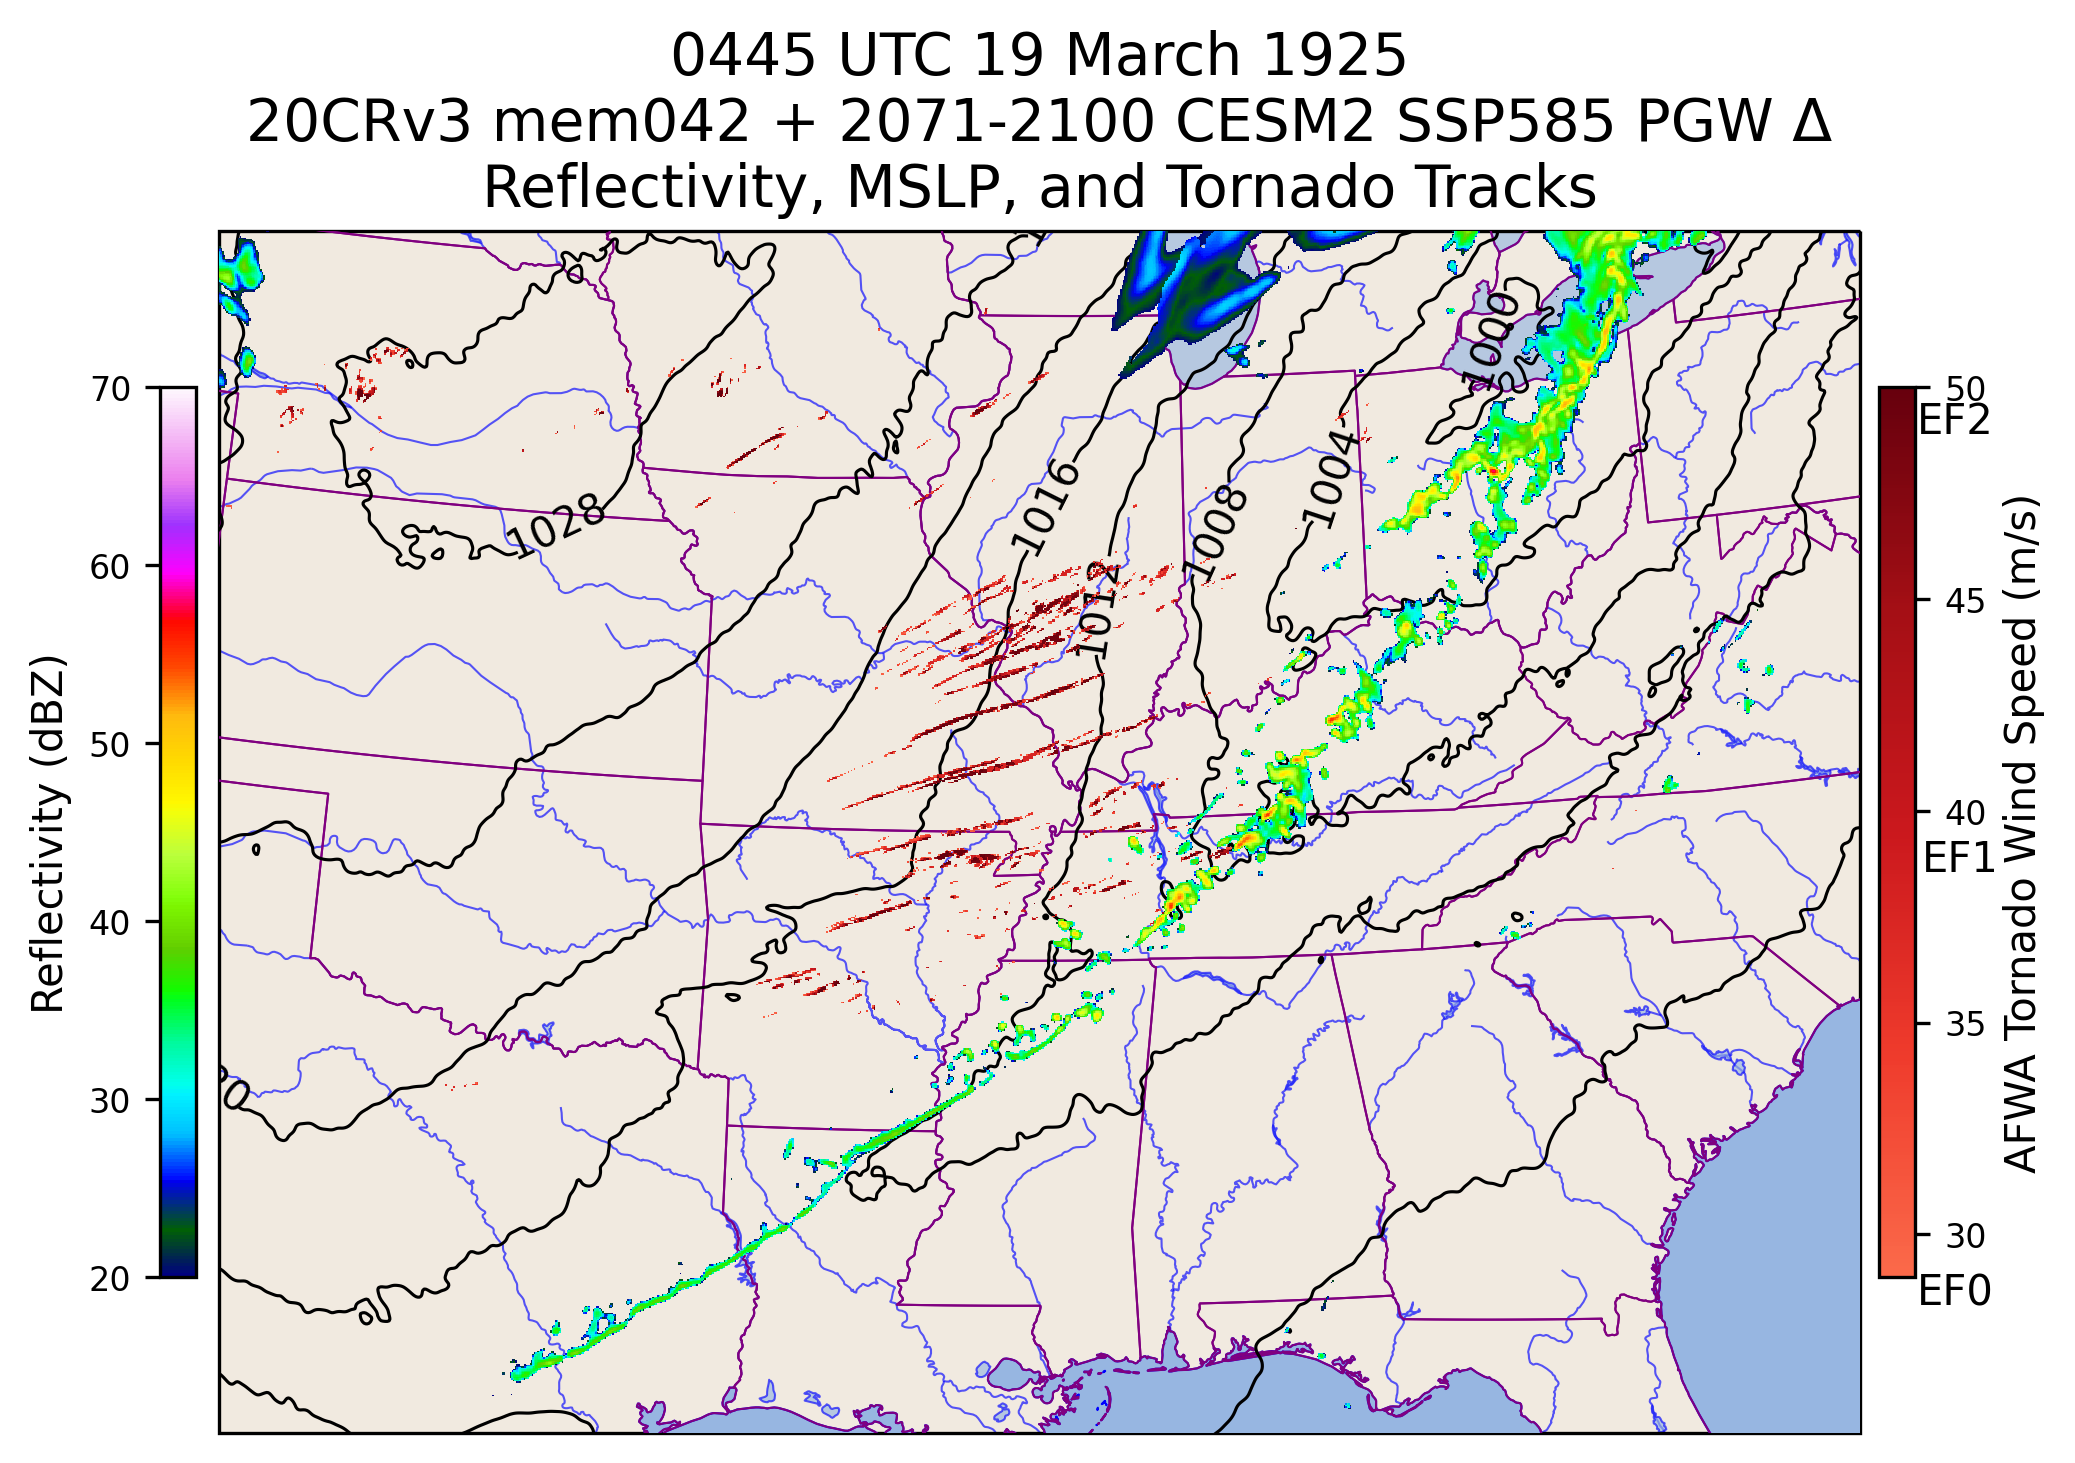 0445 UTC 19 March 1925
20CRv3 mem042 + 2071-2100 CESM2 SSP585 PGW Δ
Reflectivity, MSLP, and Tornado Tracks
70
60
50
40
30
20
Reflectivity (dBZ)
1028
1016
1012
1008
1004
1000
0
50
EF2
45
40
EF1
35
30
EF0
AFWA Tornado Wind Speed (m/s)